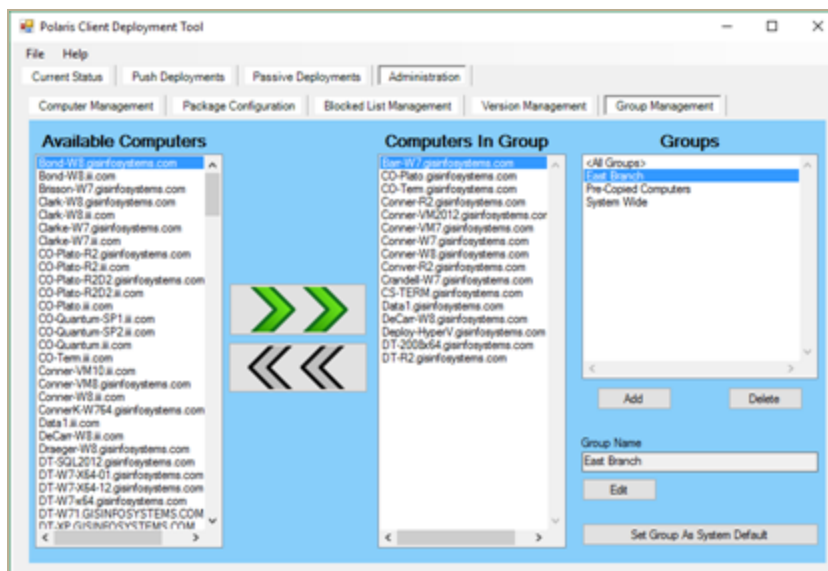 Polaris Client Deployment Tool
File Help
Current Status Push Deployments Passive Deployments Administration
Computer Management Package Configuration Blocked List Management Version Management Group Management
Available Computers
Bond-W8.gisinfosystems.com
Bond-W8.iii.com
Brisson-W7.gisinfosystems.com
Clark-W8.gisinfosystems.com
Clark-W8.iii.com
Clarke-W7.gisinfosystems.com
Clarke-W7.iii.com
CO-Plato-R2.gisinfosystems.com
CO-Plato-R2.iii.com
CO-Plato-R2D2.gisinfosystems.com
CO-Plato-R2D2.iii.com
CO-Plato.iii.com
CO-Quantum-SP1.iii.com
CO-Quantum-SP2.iii.com
CO-Quantum.iii.com
CO-Term.iii.com
Conner-VM10.iii.com
Conner-VM8.gisinfosystems.com
Conner-W8.iii.com
ConnerK-W764.gisinfosystems.com
Data1.iii.com
DeCarr-W8.iii.com
Draeger-W8.gisinfosystems.com
DT-SQL2012.gisinfosystems.com
DT-W7-X64-01.gisinfosystems.com
DT-W7-X64-12.gisinfosystems.com
DT-W7-x64.gisinfosystems.com
DT-W71.GISINFOSYSTEMS.COM
DT-XP.GISINFOSYSTEMS.COM
Computers In Group
Barr-W7.gisinfosystems.com
CO-Plato.gisinfosystems.com
CO-Term.gisinfosystems.com
Conner-R2.gisinfosystems.com
Conner-VM2012.gisinfosystems.cor
Conner-VM7.gisinfosystems.com
Conner-W7.gisinfosystems.com
Conner-W8.gisinfosystems.com
Conver-R2.gisinfosystems.com
Crandell-W7.gisinfosystems.com
CS-TERM.gisinfosystems.com
Data1.gisinfosystems.com
DeCarr-W8.gisinfosystems.com
Deploy-HyperV.gisinfosystems.com
DT-2008x64.gisinfosystems.com
DT-R2.gisinfosystems.com
Groups
<All Groups>
East Branch
Pre-Copied Computers
System Wide
Add Delete
Group Name
East Branch
Edit
Set Group As System Default